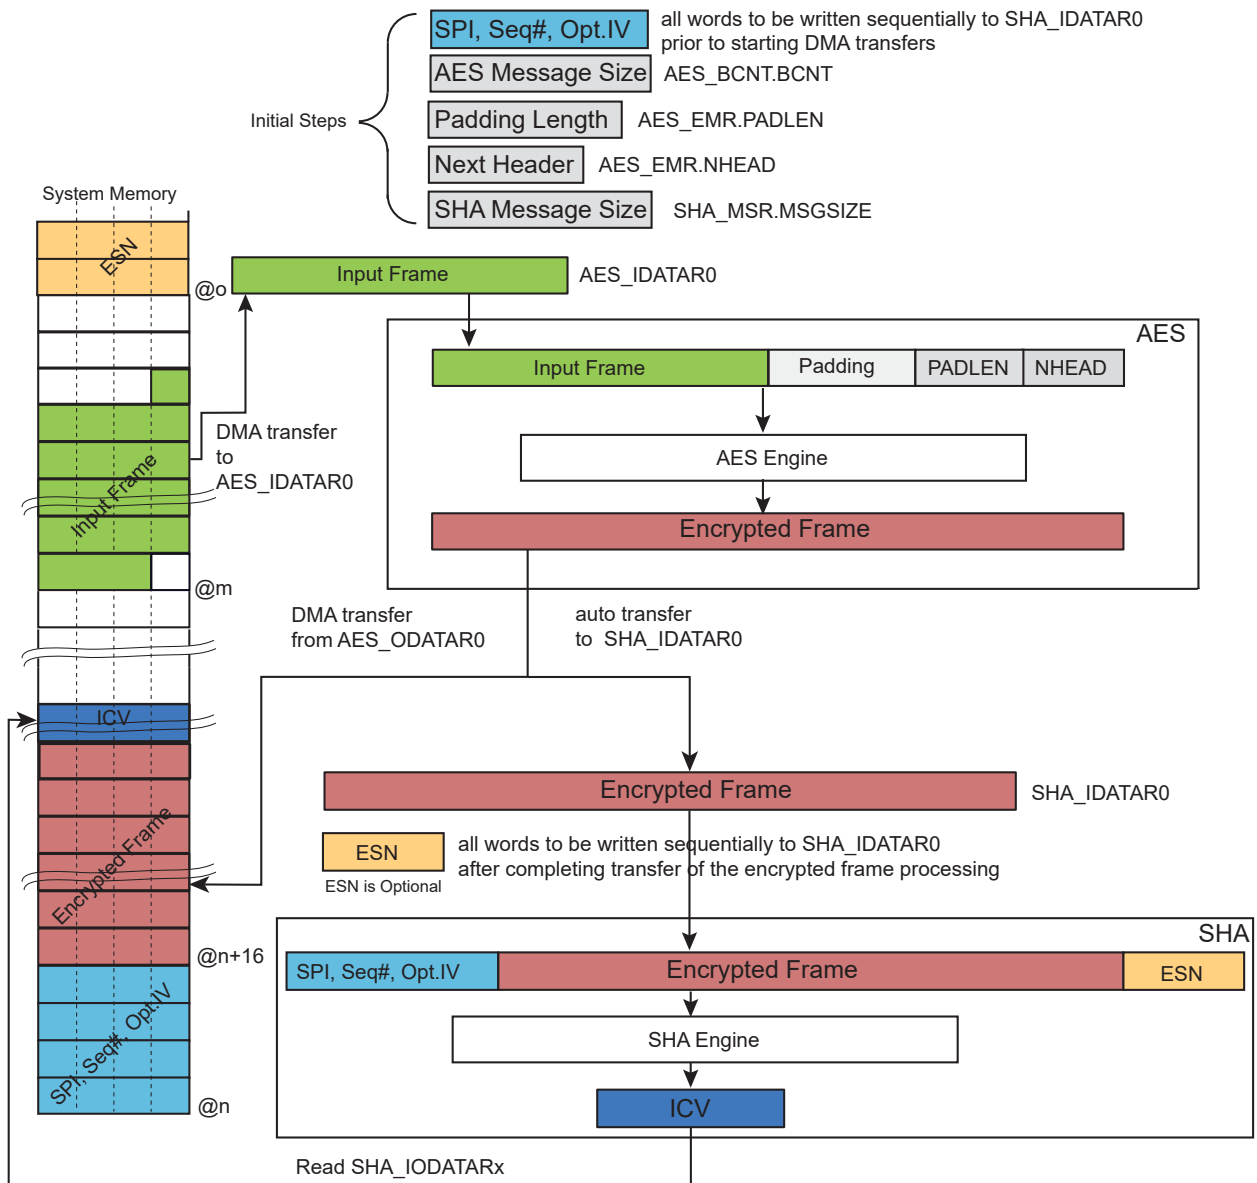 SPI, Seq#, Opt.IV
all words to be written sequentially to SHA_IDATAR0
prior to starting DMA transfers
AES Message Size
AES_BCNT.BCNT
Initial Steps
Padding Length
AES_EMR.PADLEN
Next Header
AES_EMR.NHEAD
System Memory
SHA Message Size
SHA_MSR.MSGSIZE
ESN
@o
Input Frame
AES_IDATAR0
AES
Input Frame
Padding
PADLEN
NHEAD
DMA transfer
to
AES_IDATAR0
AES Engine
Input Frame
Encrypted Frame
@m
DMA transfer
from AES_ODATAR0
auto transfer
to SHA_IDATAR0
ICV
Encrypted Frame
SHA_IDATAR0
ESN
all words to be written sequentially to SHA_IDATAR0
after completing transfer of the encrypted frame processing
ESN is Optional
Encrypted Frame
@n+16
SHA
SPI, Seq#, Opt.IV
Encrypted Frame
ESN
SPI, Seq#, Opt.IV
SHA Engine
@n
ICV
Read SHA_IODATARx